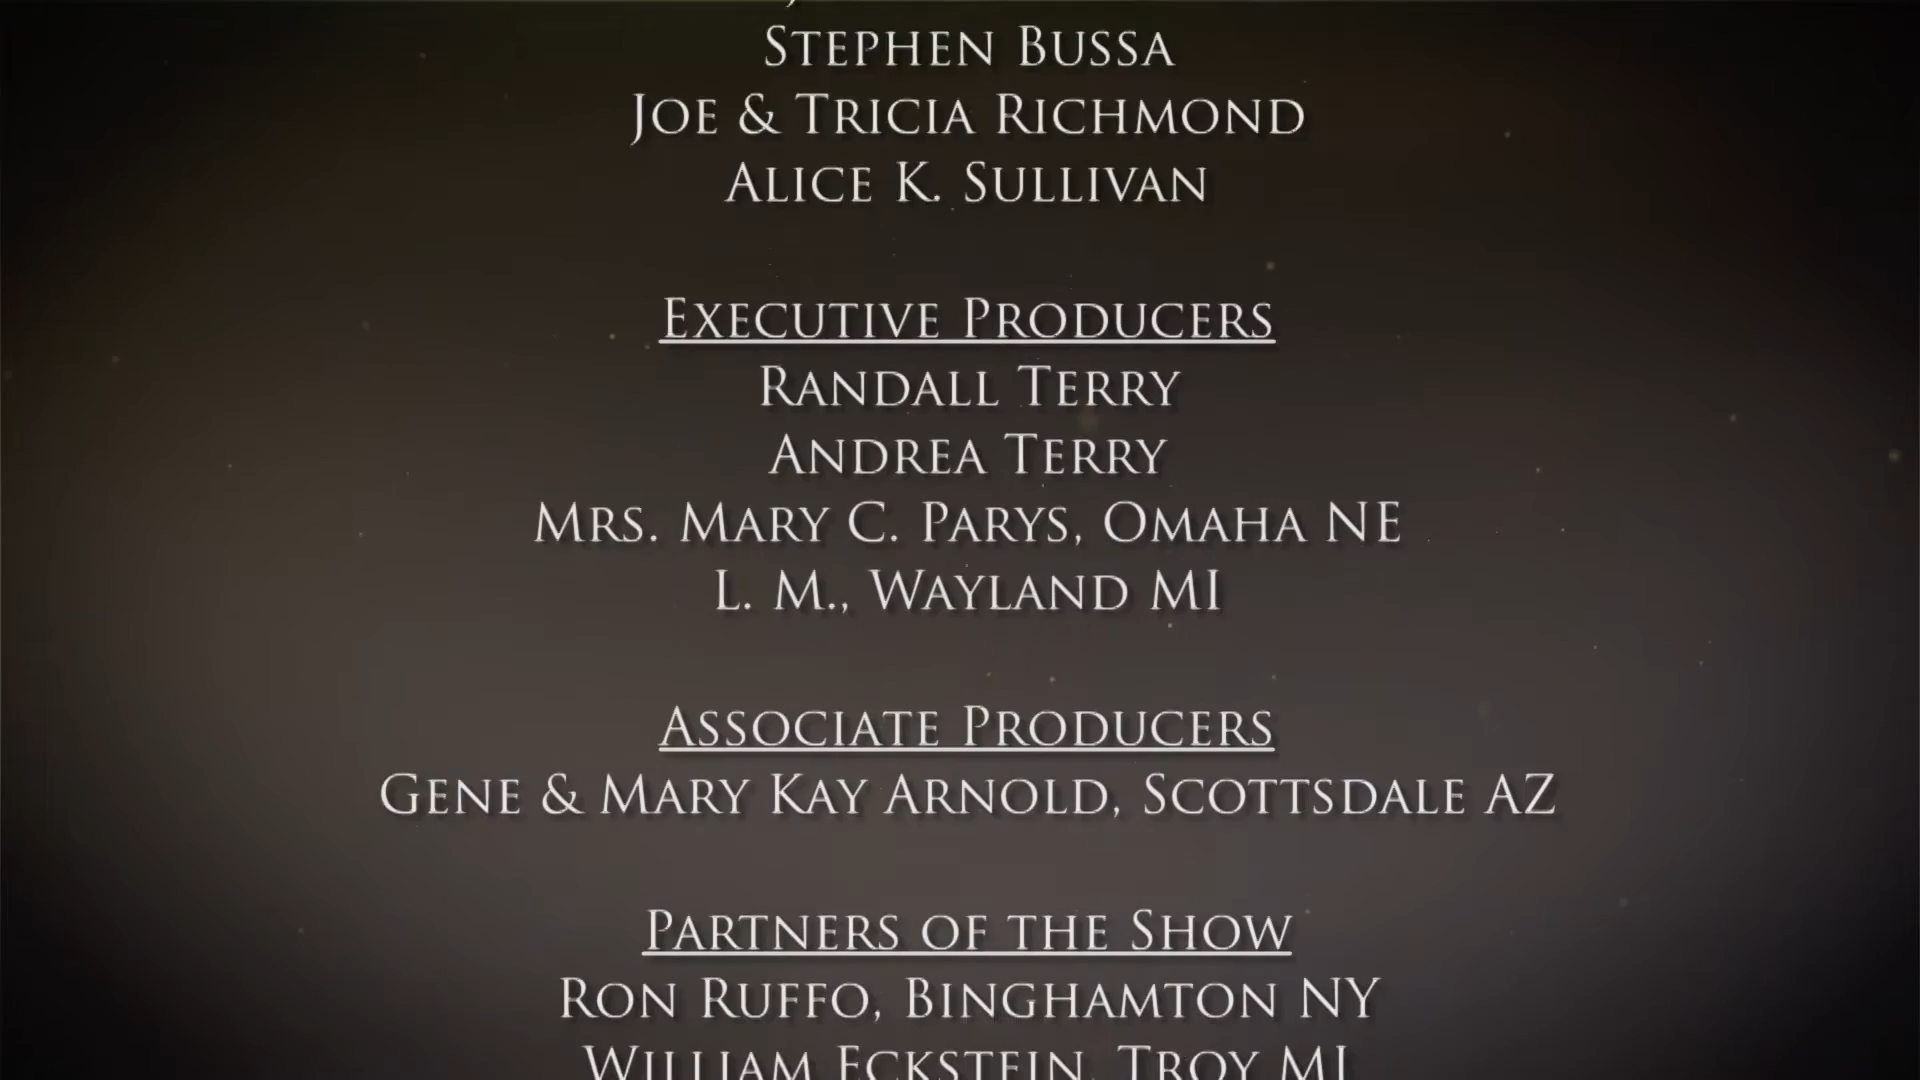 Stephen Bussa
Joe & Tricia Richmond
Alice K. Sullivan
Executive Producers
Randall Terry
Andrea Terry
Mrs. Mary C. Parys, Omaha NE
L. M., Wayland MI
Associate Producers
Gene & Mary Kay Arnold, Scottsdale AZ
Partners of the Show
Ron Ruffo, Binghamton NY
William Eckstein, Troy MI